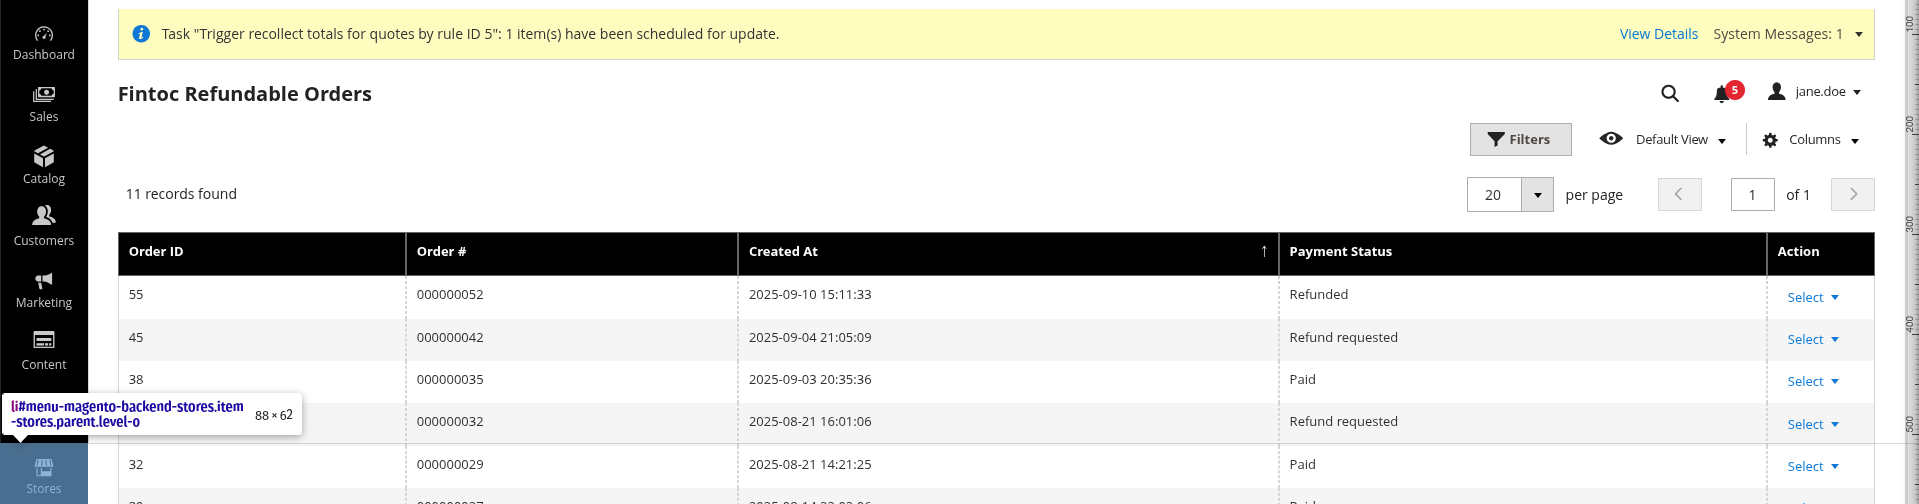 Task "Trigger recollect totals for quotes by rule ID 5": 1 item(s) have been scheduled for update. View Details System Messages: 1
Dashboard
Sales
Catalog
Customers
Marketing
Content
li#menu-magento-backend-stores.item
-stores.parent.level-0 88 × 62
Stores
Fintoc Refundable Orders
5 jane.doe
Filters Default View Columns
11 records found 20 per page 1 of 1
Order ID Order # Created At ↑ Payment Status Action
55 000000052 2025-09-10 15:11:33 Refunded Select
45 000000042 2025-09-04 21:05:09 Refund requested Select
38 000000035 2025-09-03 20:35:36 Paid Select
000000032 2025-08-21 16:01:06 Refund requested Select
32 000000029 2025-08-21 14:21:25 Paid Select
100
200
300
400
500